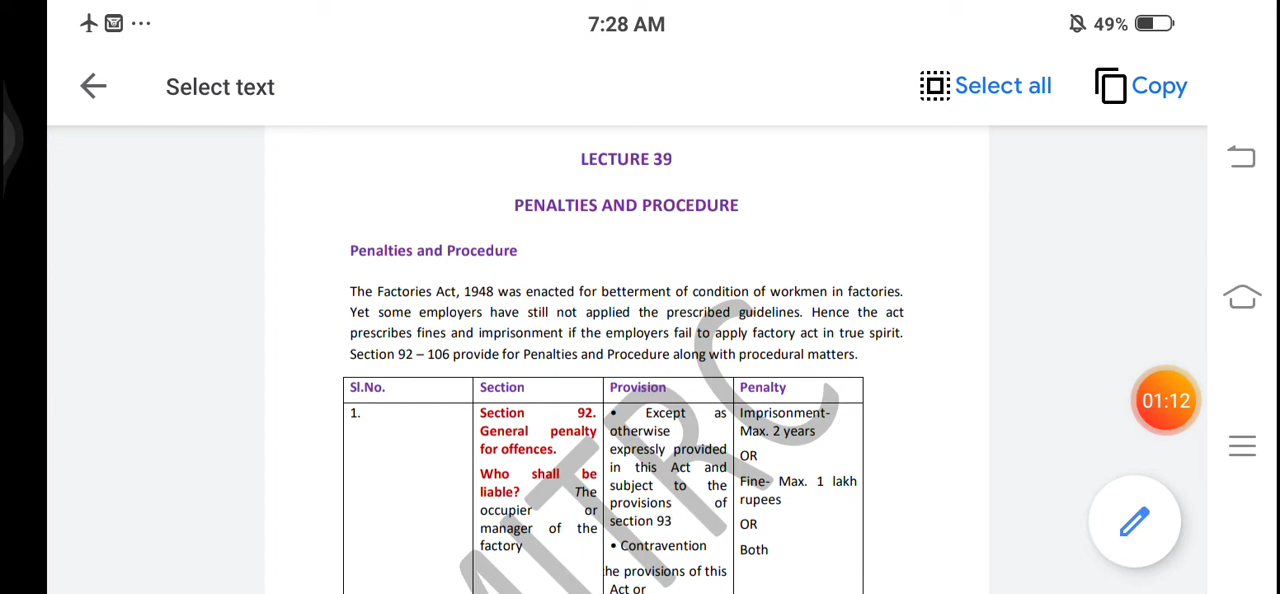 7:28 AM
49%
Select text
Select all
Copy
LECTURE 39
PENALTIES AND PROCEDURE
Penalties and Procedure
The Factories Act, 1948 was enacted for betterment of condition of workmen in factories.
Yet some employers have still not applied the prescribed guidelines. Hence the act
prescribes fines and imprisonment if the employers fail to apply factory act in true spirit.
Section 92 – 106 provide for Penalties and Procedure along with procedural matters.
Sl.No.
Section
Provision
Penalty
1.
Section 92.
General penalty
for offences.
Who shall be
liable? The
occupier or
manager of the
factory
• Except as
otherwise
expressly provided
in this Act and
subject to the
provisions of
section 93
• Contravention
he provisions of this
Act or
Imprisonment-
Max. 2 years
OR
Fine- Max. 1 lakh
rupees
OR
Both
01:12